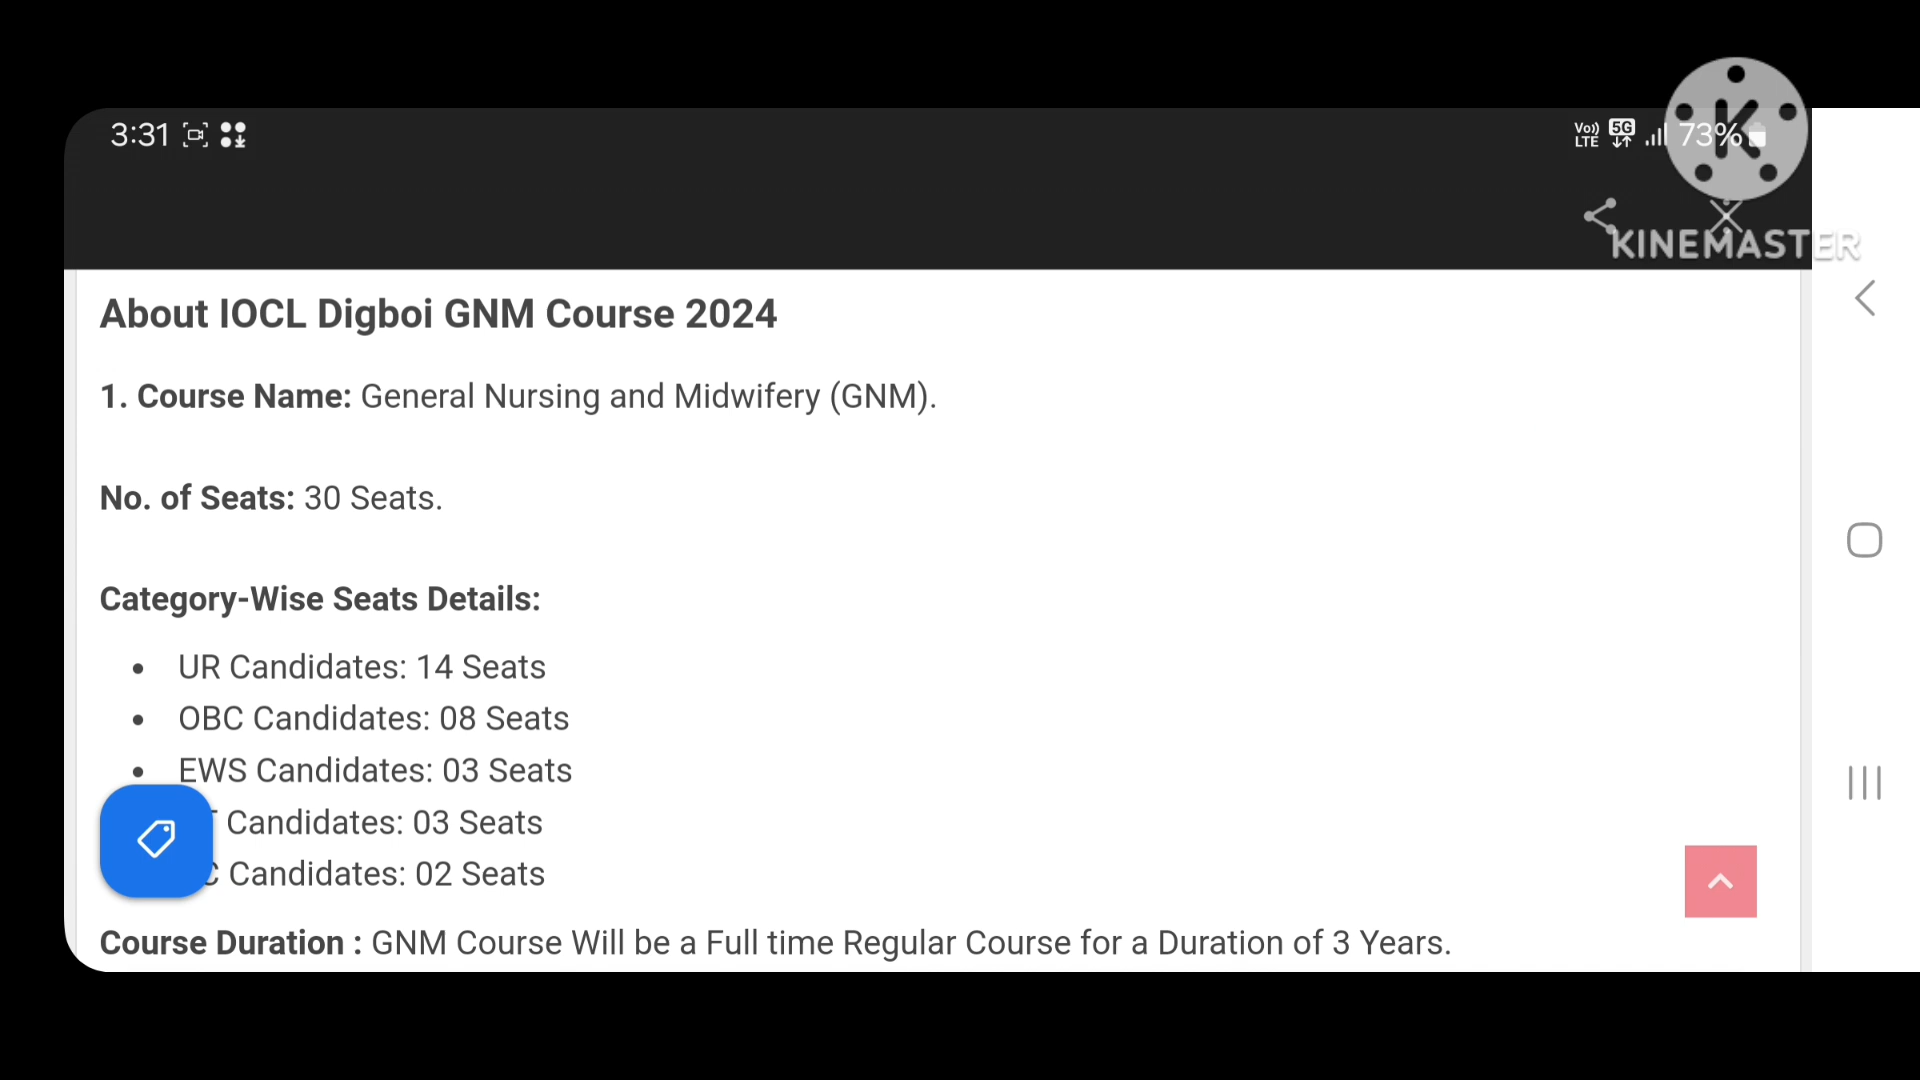 3:31
Vo)) LTE 5G 73%
KINEMASTER
About IOCL Digboi GNM Course 2024
1. Course Name: General Nursing and Midwifery (GNM).
No. of Seats: 30 Seats.
Category-Wise Seats Details:
• UR Candidates: 14 Seats
• OBC Candidates: 08 Seats
• EWS Candidates: 03 Seats
Candidates: 03 Seats
Candidates: 02 Seats
Course Duration : GNM Course Will be a Full time Regular Course for a Duration of 3 Years.